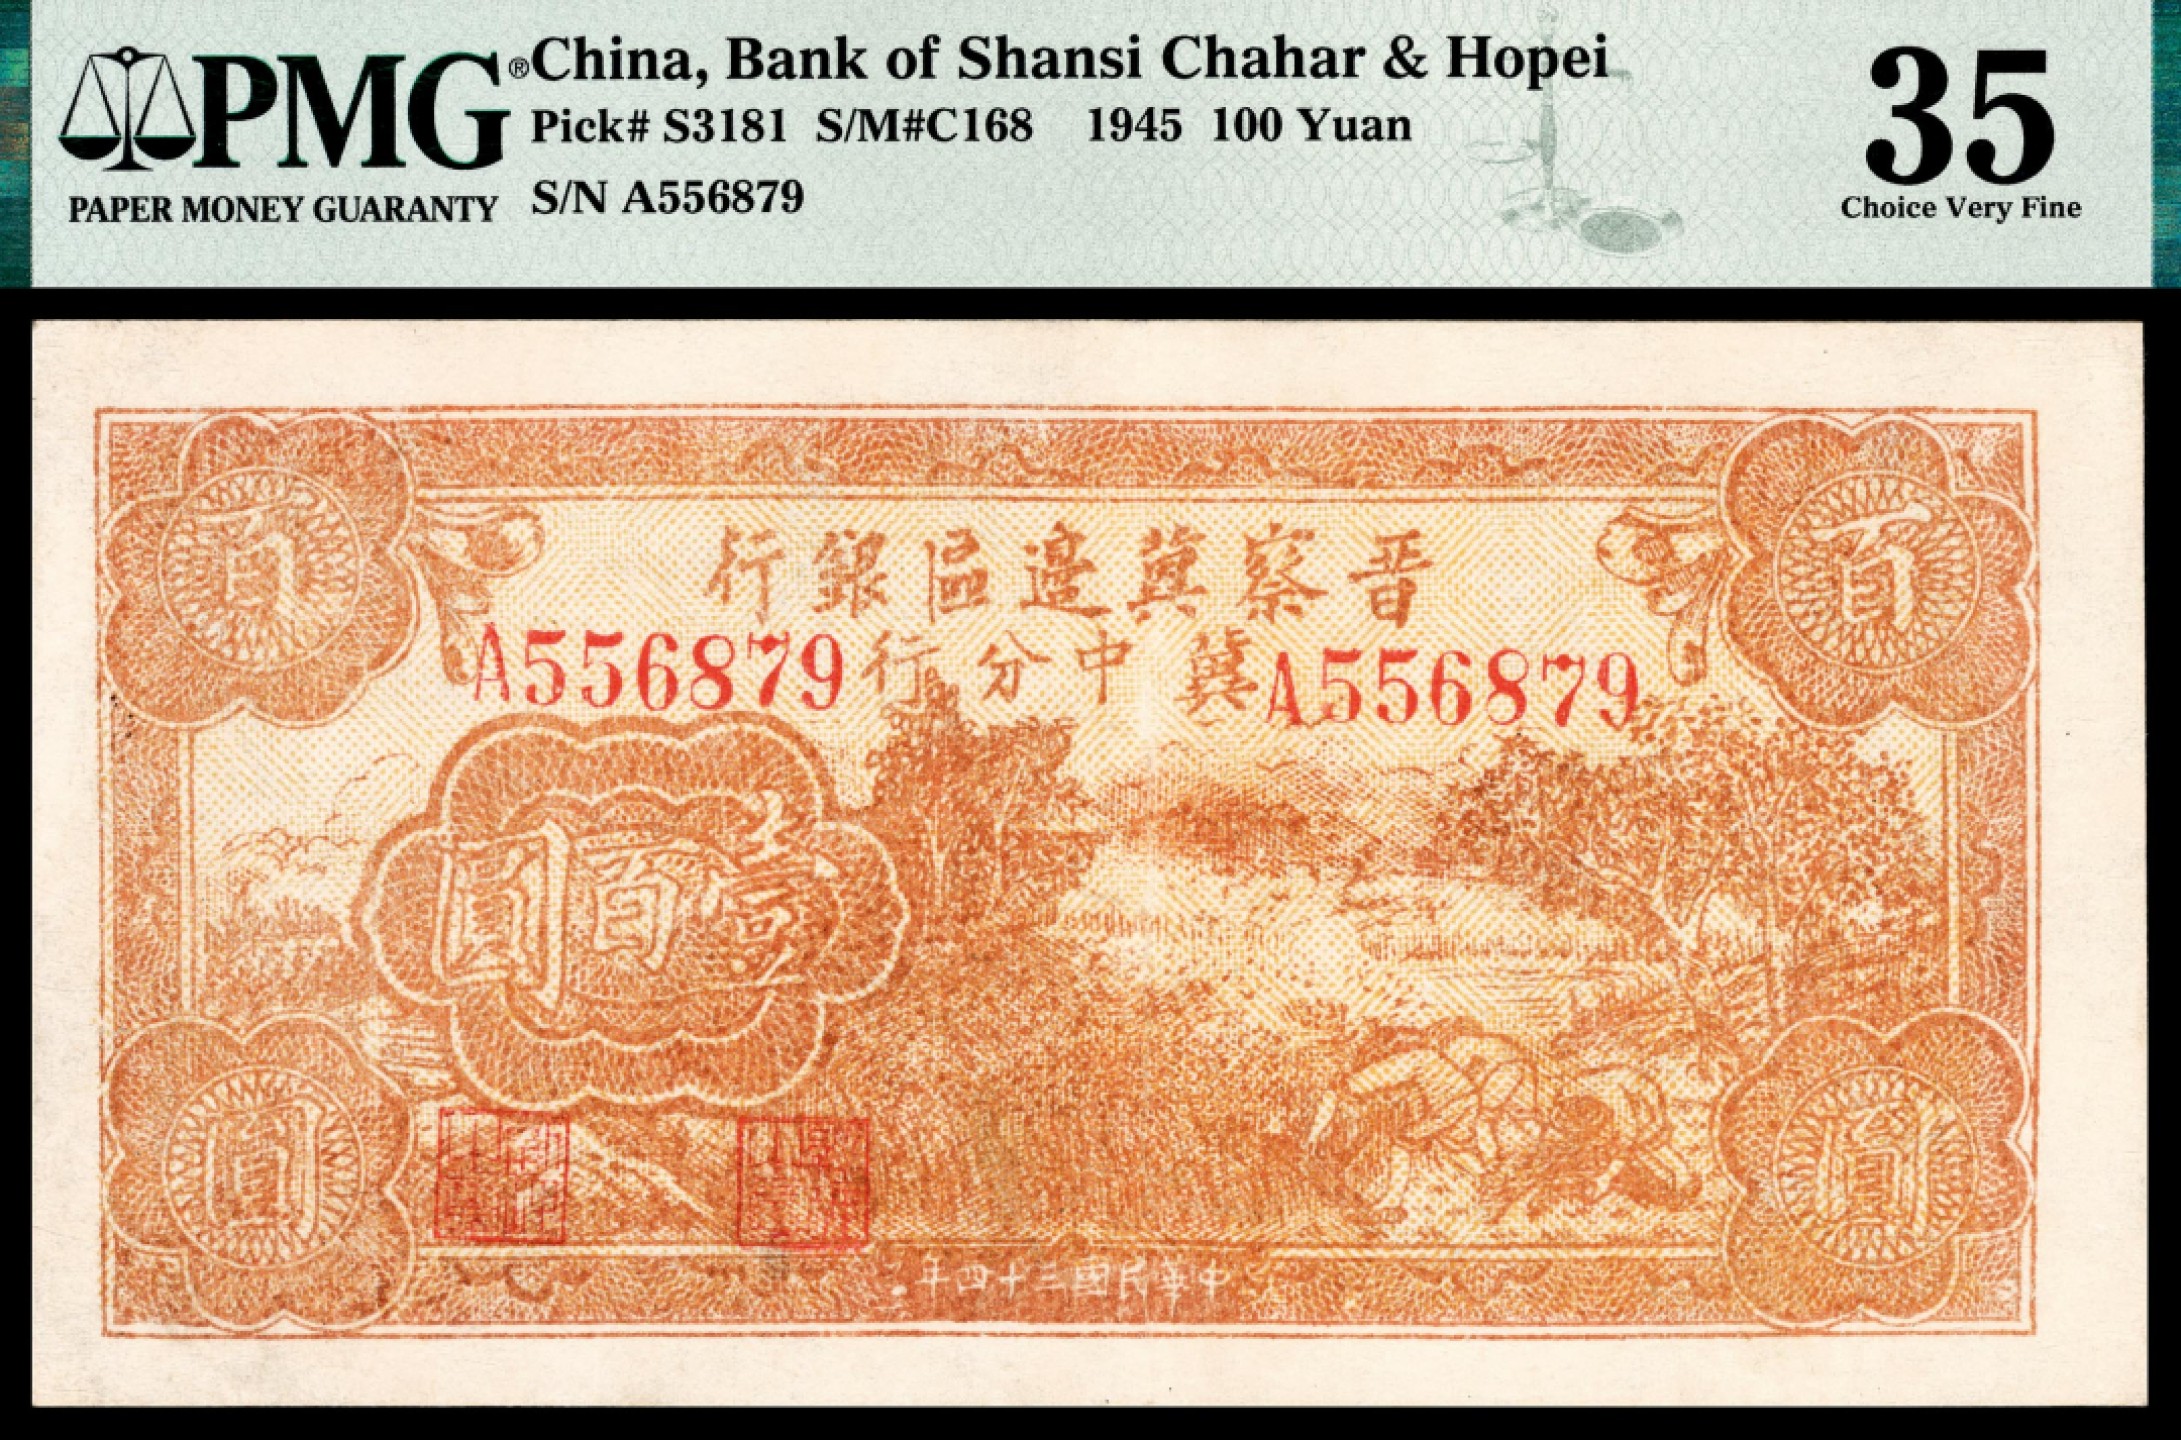 PMG®
PAPER MONEY GUARANTY
China, Bank of Shansi Chahar & Hopei
Pick# S3181 S/M#C168 1945 100 Yuan
S/N A556879
35
Choice Very Fine
百
百
晋察冀邊區銀行
冀中分行
A556879
A556879
壹百圓
圓
圓
中華民國三十四年